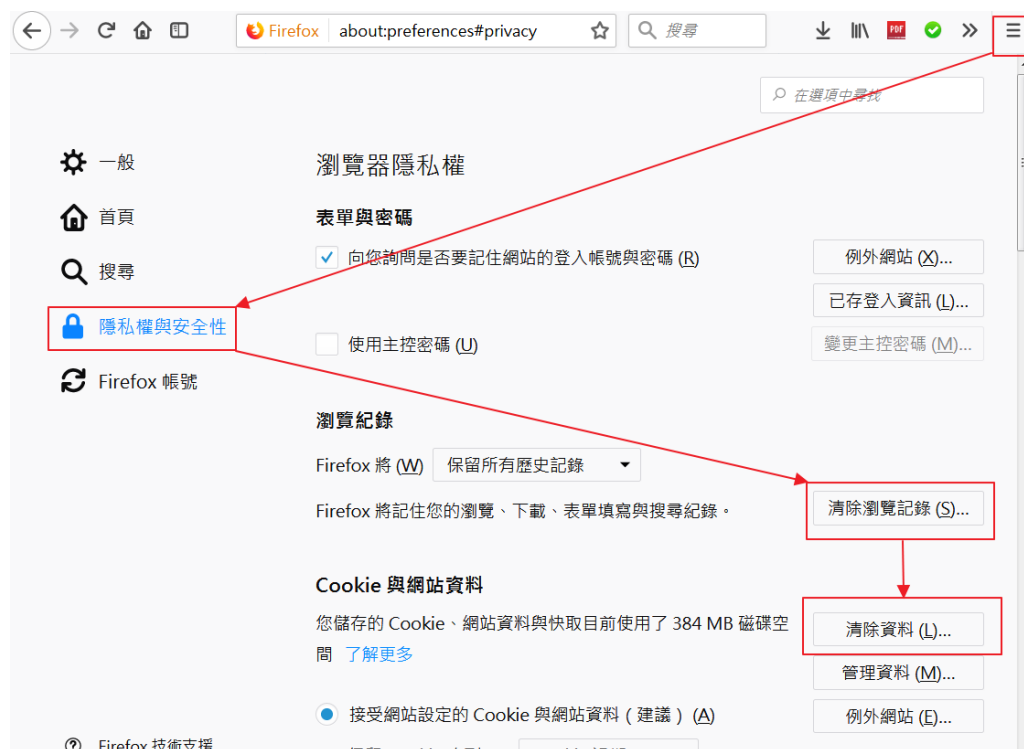 Firefox about:preferences#privacy 搜尋 PDF
在選項中尋找
一般
首頁
搜尋
隱私權與安全性
Firefox 帳號
Firefox 技術支援
瀏覽器隱私權
表單與密碼
向您詢問是否要記住網站的登入帳號與密碼 (R)
例外網站 (X)...
已存登入資訊 (L)...
使用主控密碼 (U)
變更主控密碼 (M)...
瀏覽紀錄
Firefox 將 (W) 保留所有歷史記錄
Firefox 將記住您的瀏覽、下載、表單填寫與搜尋紀錄。
清除瀏覽記錄 (S)...
Cookie 與網站資料
您儲存的 Cookie、網站資料與快取目前使用了 384 MB 磁碟空
間 了解更多
清除資料 (L)...
管理資料 (M)...
接受網站設定的 Cookie 與網站資料 ( 建議 ) (A)
例外網站 (E)...